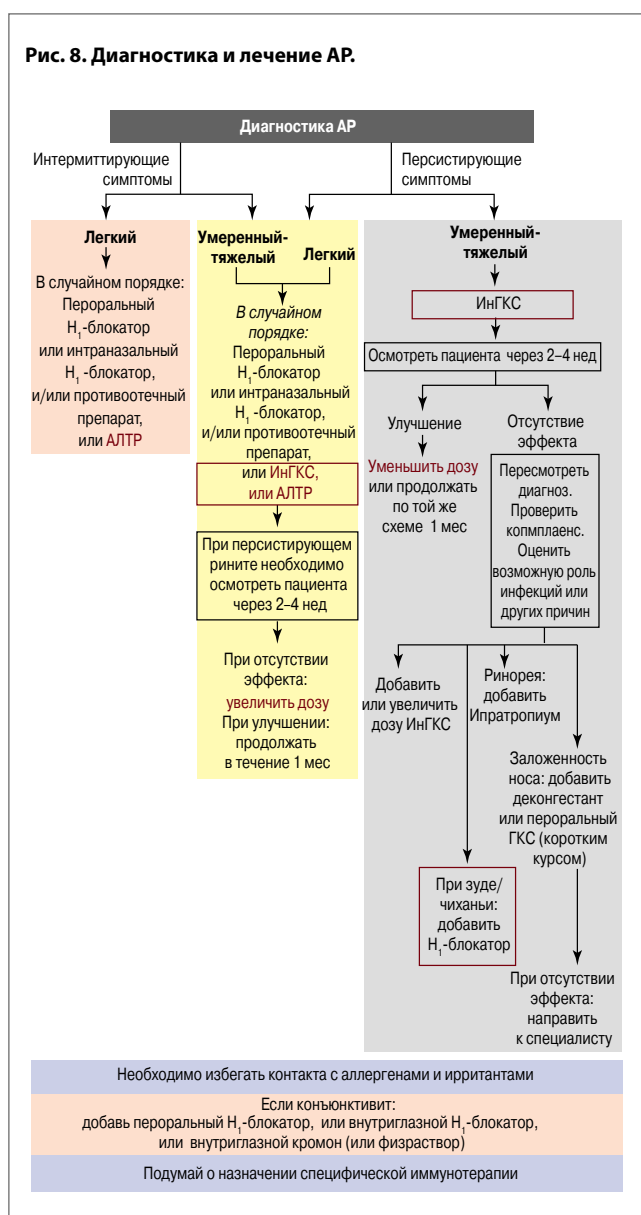 Рис. 8. Диагностика и лечение АР.
Диагностика АР
Интермиттирующие
симптомы
Персистирующие
симптомы
Легкий
В случайном порядке:
Пероральный
H₁-блокатор
или интраназальный
H₁ -блокатор,
и/или противоотечный
препарат,
или АЛТР
Умеренный-
тяжелый
Легкий
В случайном
порядке:
Пероральный
H₁-блокатор
или интраназальный
H₁-блокатор,
и/или противоотечный
препарат,
или ИнГКС,
или АЛТР
При персистирующем
рините необходимо
осмотреть пациента
через 2–4 нед
При отсутствии
эффекта:
увеличить дозу
При улучшении:
продолжать
в течение 1 мес
Умеренный-
тяжелый
ИнГКС
Осмотреть пациента через 2–4 нед
Улучшение
Уменьшить дозу
или продолжать
по той же
схеме 1 мес
Отсутствие
эффекта
Пересмотреть
диагноз.
Проверить
копмплаенс.
Оценить
возможную роль
инфекций или
других причин
Добавить
или увеличить
дозу ИнГКС
Ринорея:
добавить
Ипратропиум
Заложенность
носа: добавить
деконгестант
или пероральный
ГКС (коротким
курсом)
При зуде/
чиханьи:
добавить
H₁-блокатор
При отсутствии
эффекта:
направить
к специалисту
Необходимо избегать контакта с аллергенами и ирритантами
Если конъюнктивит:
добавь пероральный H₁-блокатор, или внутриглазной H₁-блокатор,
или внутриглазной кромон (или физраствор)
Подумай о назначении специфической иммунотерапии